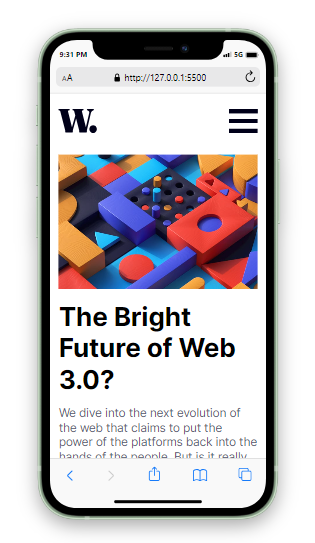 9:31 PM
5G
AA
http://127.0.0.1:5500
W.
The Bright
Future of Web
3.0?
We dive into the next evolution of
the web that claims to put the
power of the platforms back into the
hands of the people. But is it really